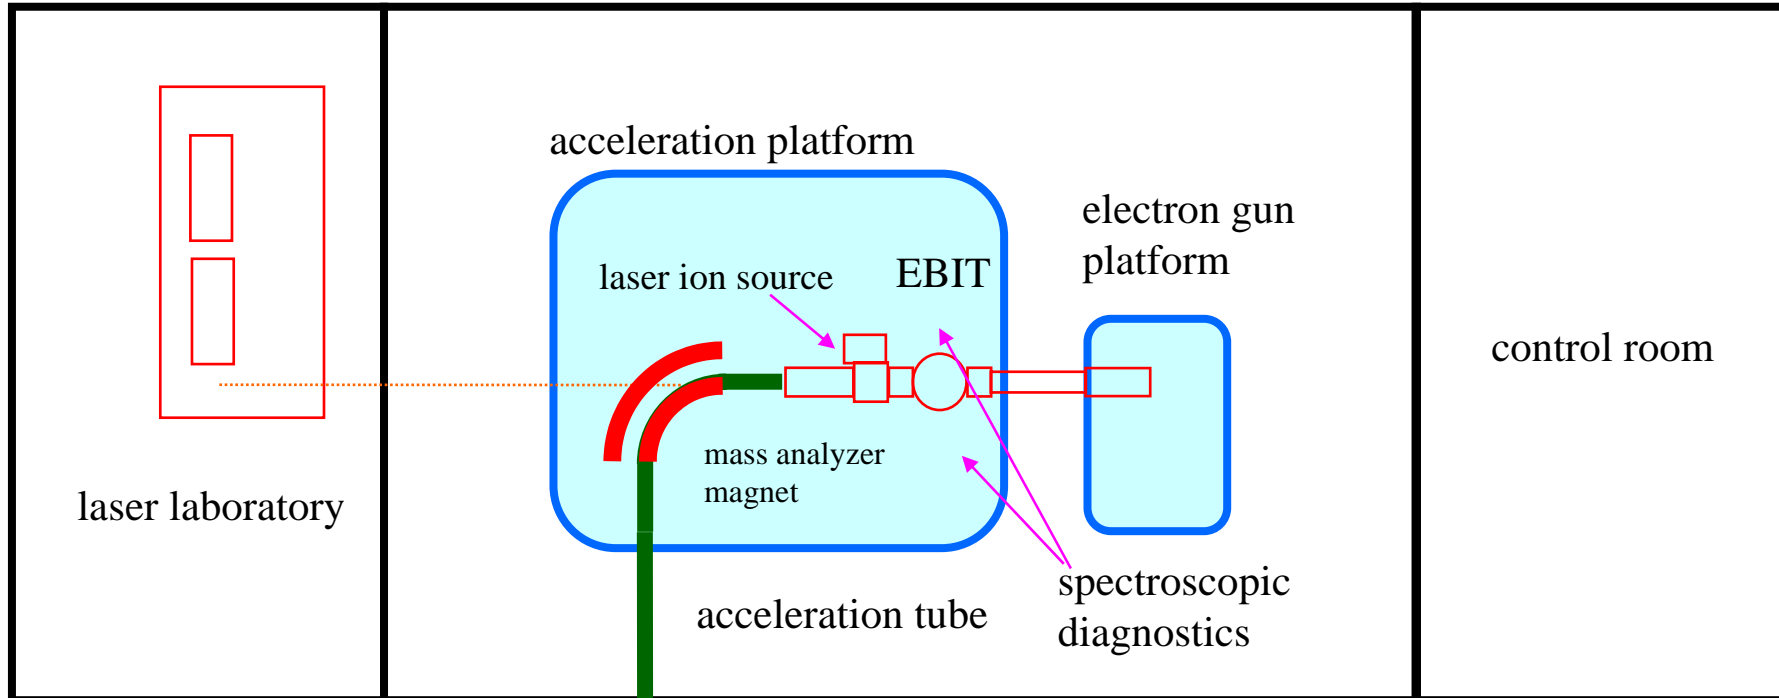 acceleration platform
electron gun
platform
laser ion source
EBIT
control room
mass analyzer
magnet
laser laboratory
acceleration tube
spectroscopic
diagnostics